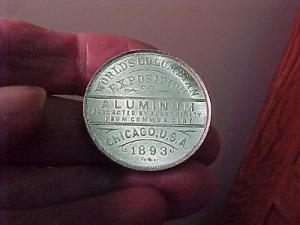 WORLD'S COLUMBIAN
EXPOSITION
ALUMINUM
EXTRACTED BY ELECTRICITY
FROM COMMON CLAY
CHICAGO, U.S.A.
1893